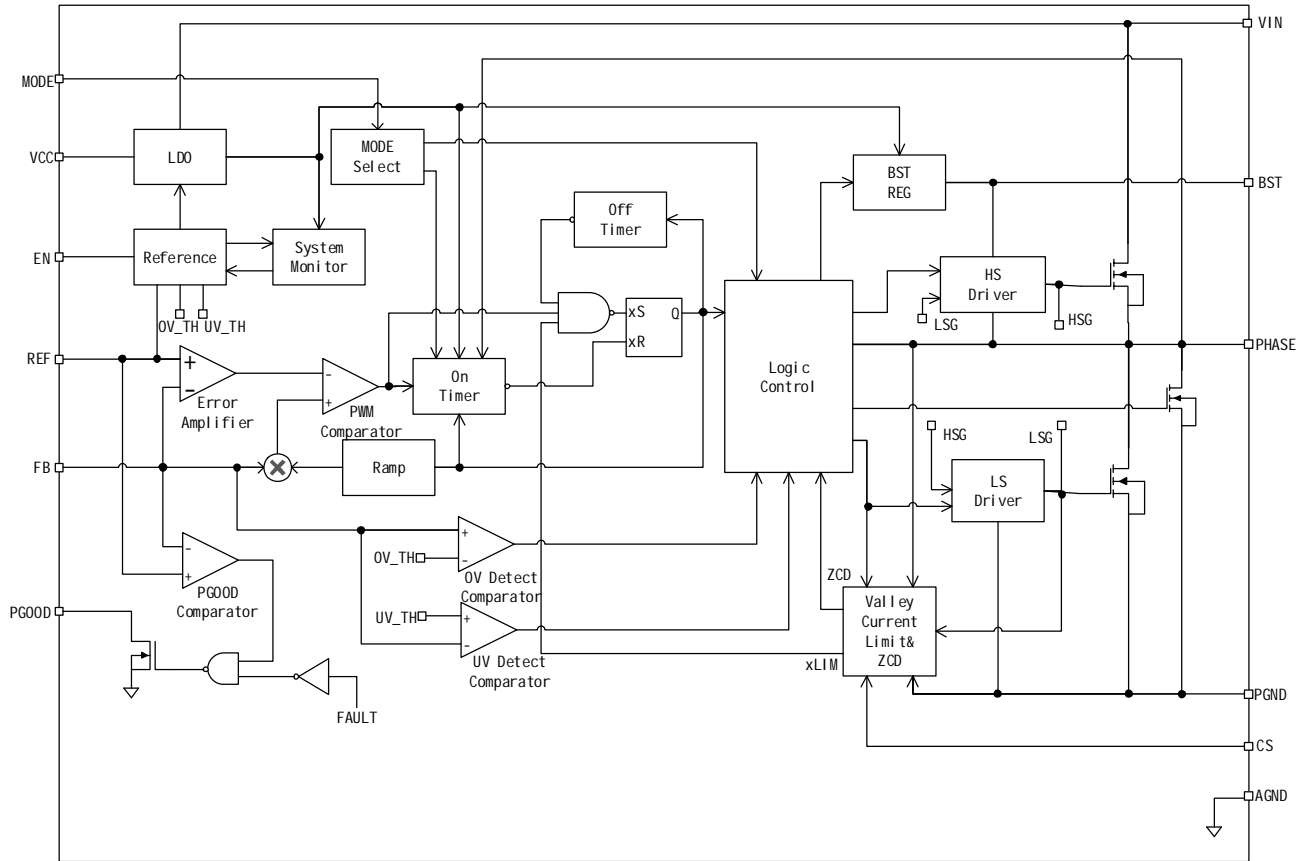 VIN
MODE
VCC
LDO
MODE
Select
BST
REG
BST
Off
Timer
EN
Reference
System
Monitor
HS
Driver
OV_TH
UV_TH
LSG
HSG
xS
Q
xR
REF
+
-
Error
Amplifier
-
+
PWM
Comparator
On
Timer
Logic
Control
PHASE
FB
Ramp
HSG
LSG
LS
Driver
-
+
PGOOD
Comparator
+
-
OV_TH
OV Detect
Comparator
ZCD
Valley
Current
Limit&
ZCD
xLIM
PGOOD
UV_TH
+
-
UV Detect
Comparator
FAULT
PGND
CS
AGND